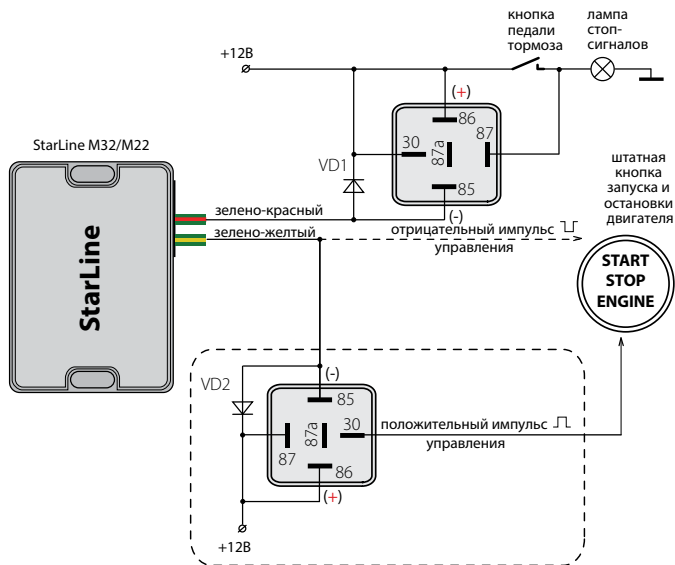 кнопка
педали
тормоза
лампа
стоп-
сигналов
+12В
(+)
86
30
87a
87
85
(-)
VD1
StarLine M32/M22
StarLine
зелено-красный
зелено-желтый
отрицательный импульс
управления
штатная
кнопка
запуска и
остановки
двигателя
START
STOP
ENGINE
VD2
(-)
85
87a
30
87
86
(+)
положительный импульс
управления
+12В